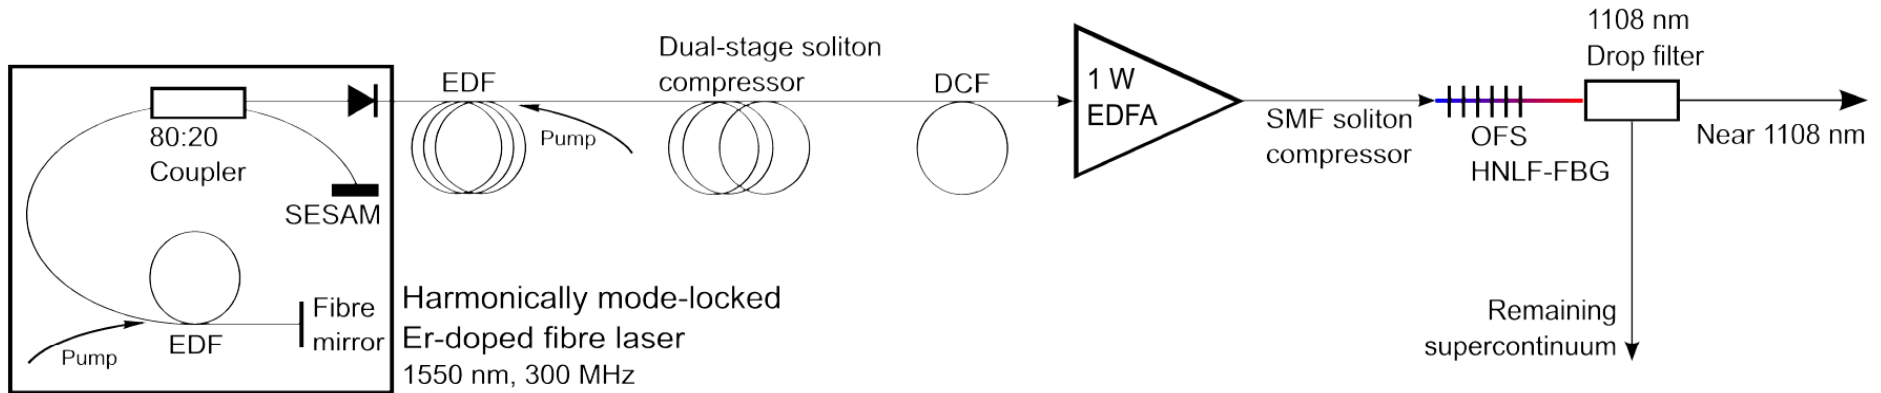 80:20
Coupler
SESAM
Fibre
mirror
EDF
Pump
Harmonically mode-locked
Er-doped fibre laser
1550 nm, 300 MHz
EDF
Pump
Dual-stage soliton
compressor
DCF
1 W
EDFA
SMF soliton
compressor
OFS
HNLF-FBG
1108 nm
Drop filter
Near 1108 nm
Remaining
supercontinuum